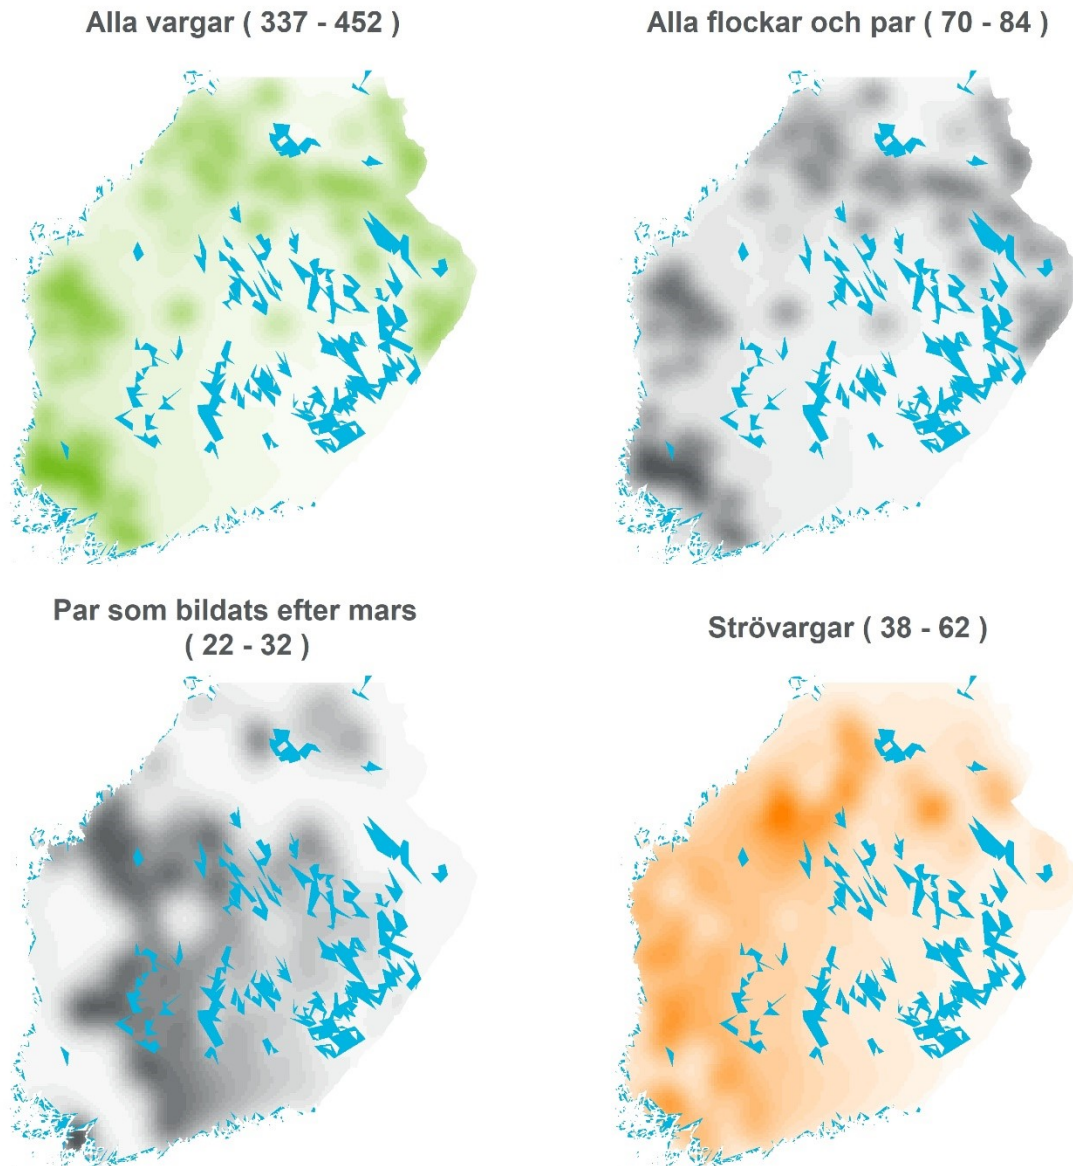 Alla vargar ( 337 - 452 )
Alla flockar och par ( 70 - 84 )
Par som bildats efter mars
( 22 - 32 )
Strövargar ( 38 - 62 )